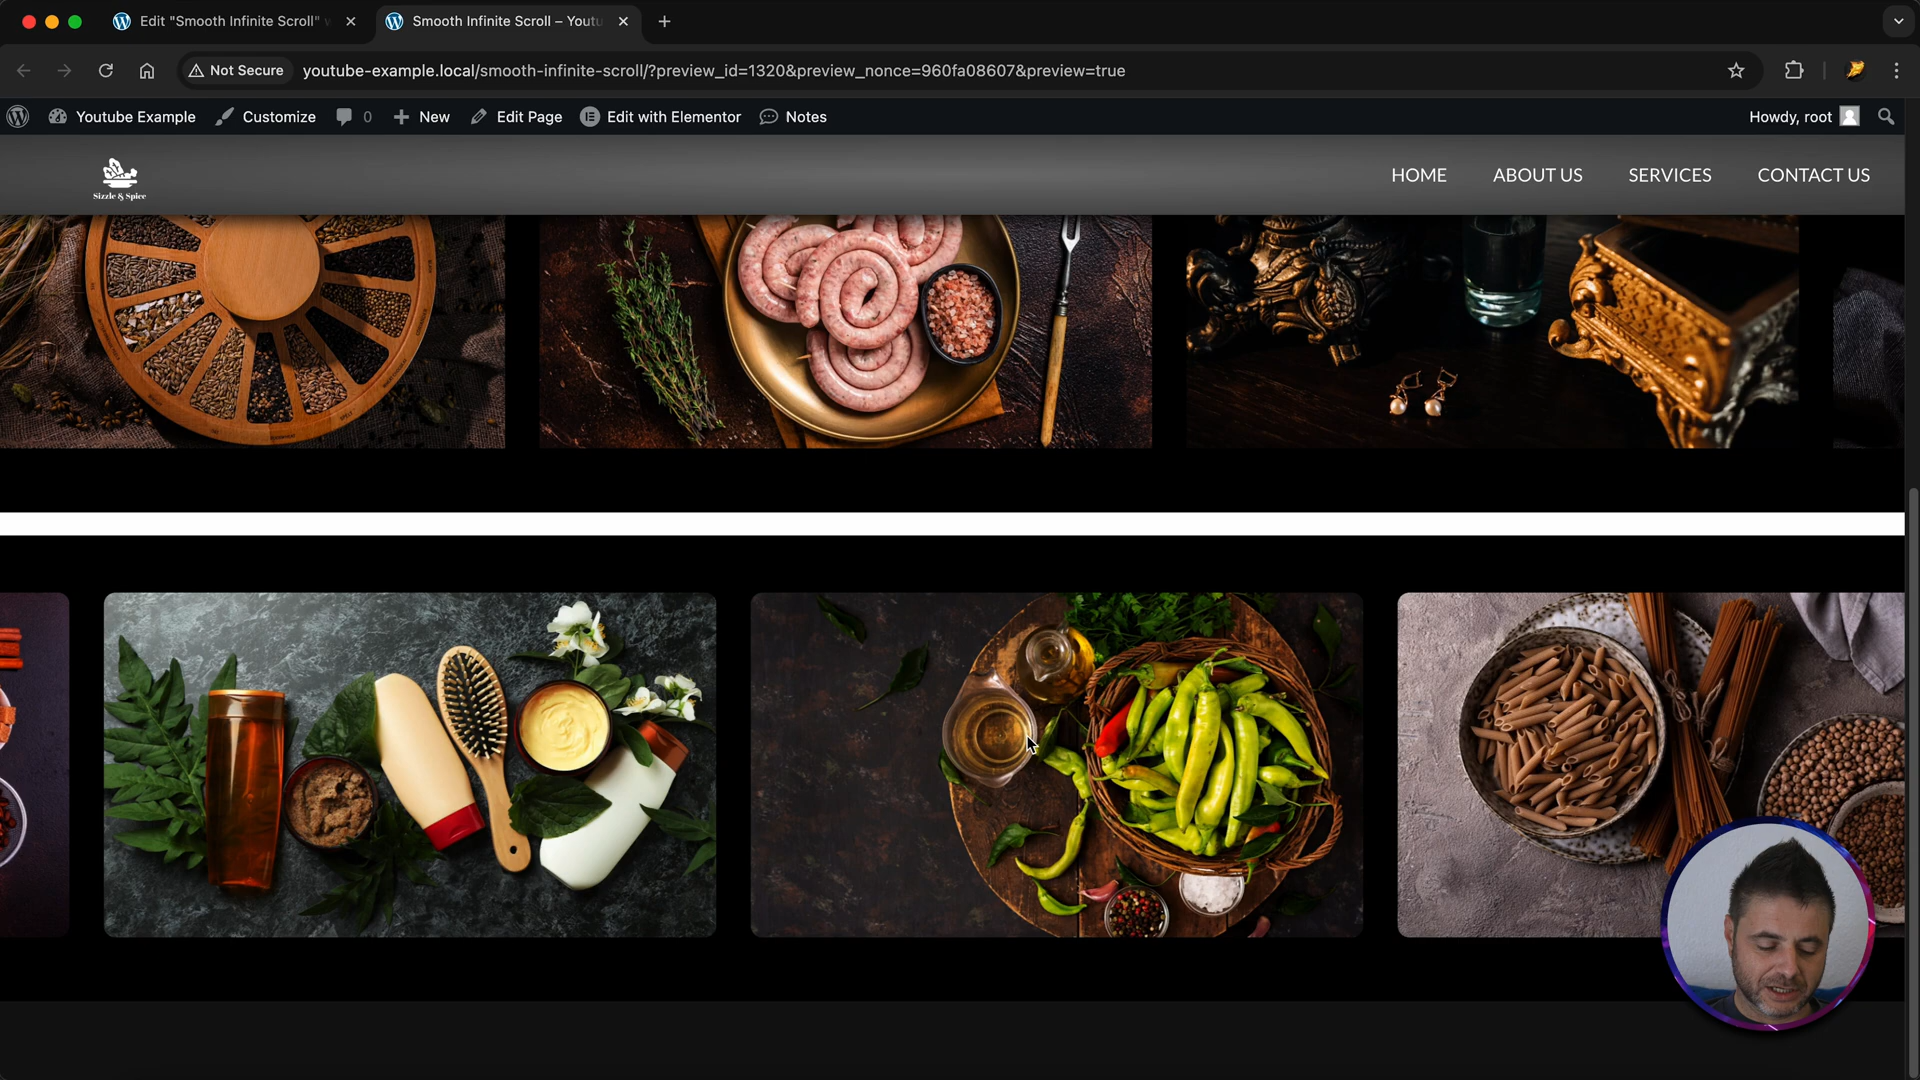 Edit "Smooth Infinite Scroll"
Smooth Infinite Scroll – Youtu
Not Secure
youtube-example.local/smooth-infinite-scroll/?preview_id=1320&preview_nonce=960fa08607&preview=true
Youtube Example
Customize
0
New
Edit Page
Edit with Elementor
Notes
Howdy, root
Sizzle & Spice
HOME
ABOUT US
SERVICES
CONTACT US